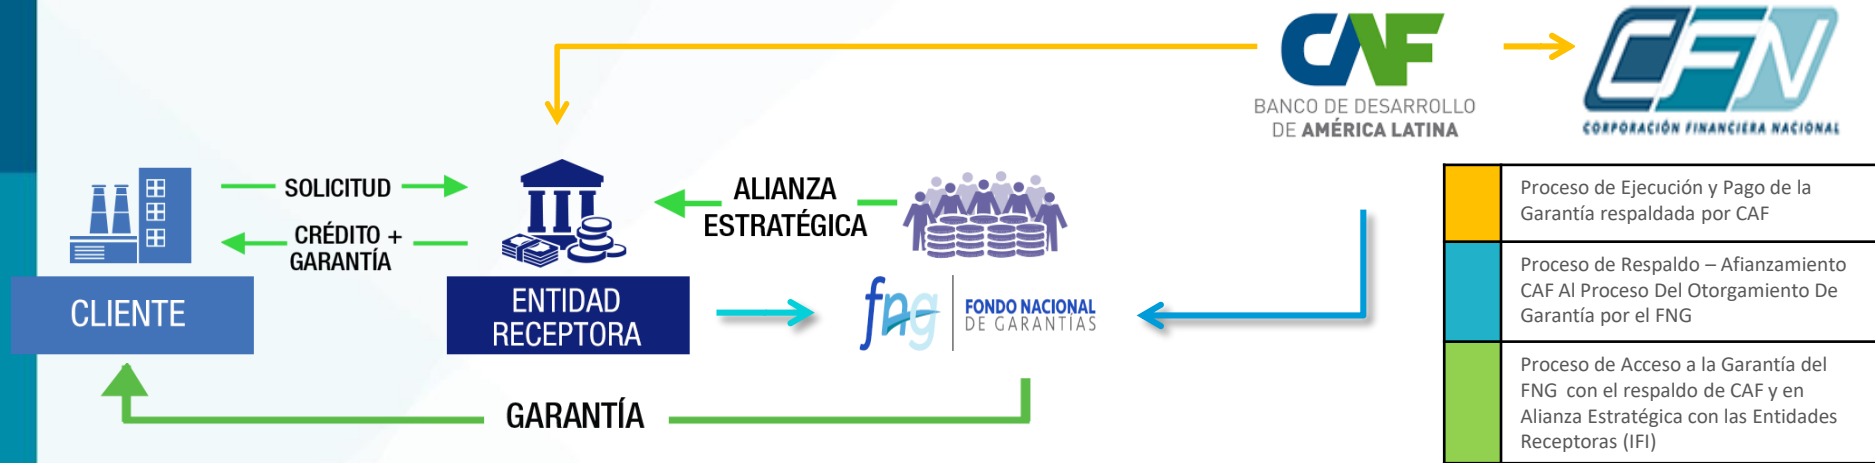 CAF
BANCO DE DESARROLLO
DE AMÉRICA LATINA
CFN
CORPORACIÓN FINANCIERA NACIONAL
SOLICITUD
CRÉDITO +
GARANTÍA
ALIANZA
ESTRATÉGICA
CLIENTE
ENTIDAD
RECEPTORA
fng
FONDO NACIONAL
DE GARANTÍAS
GARANTÍA
Proceso de Ejecución y Pago de la
Garantía respaldada por CAF
Proceso de Respaldo – Afianzamiento
CAF Al Proceso Del Otorgamiento De
Garantía por el FNG
Proceso de Acceso a la Garantía del
FNG con el respaldo de CAF y en
Alianza Estratégica con las Entidades
Receptoras (IFI)